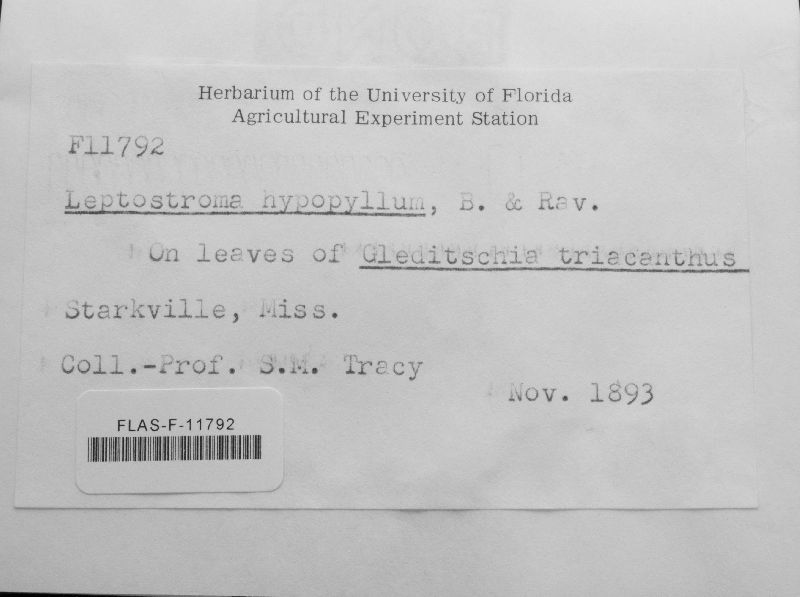 Herbarium of the University of Florida
Agricultural Experiment Station
F11792
Leptostroma hypopyllum, B. & Rav.
On leaves of Gleditschia triacanthus
Starkville, Miss.
Coll.-Prof. S.M. Tracy
Nov. 1893
FLAS-F-11792